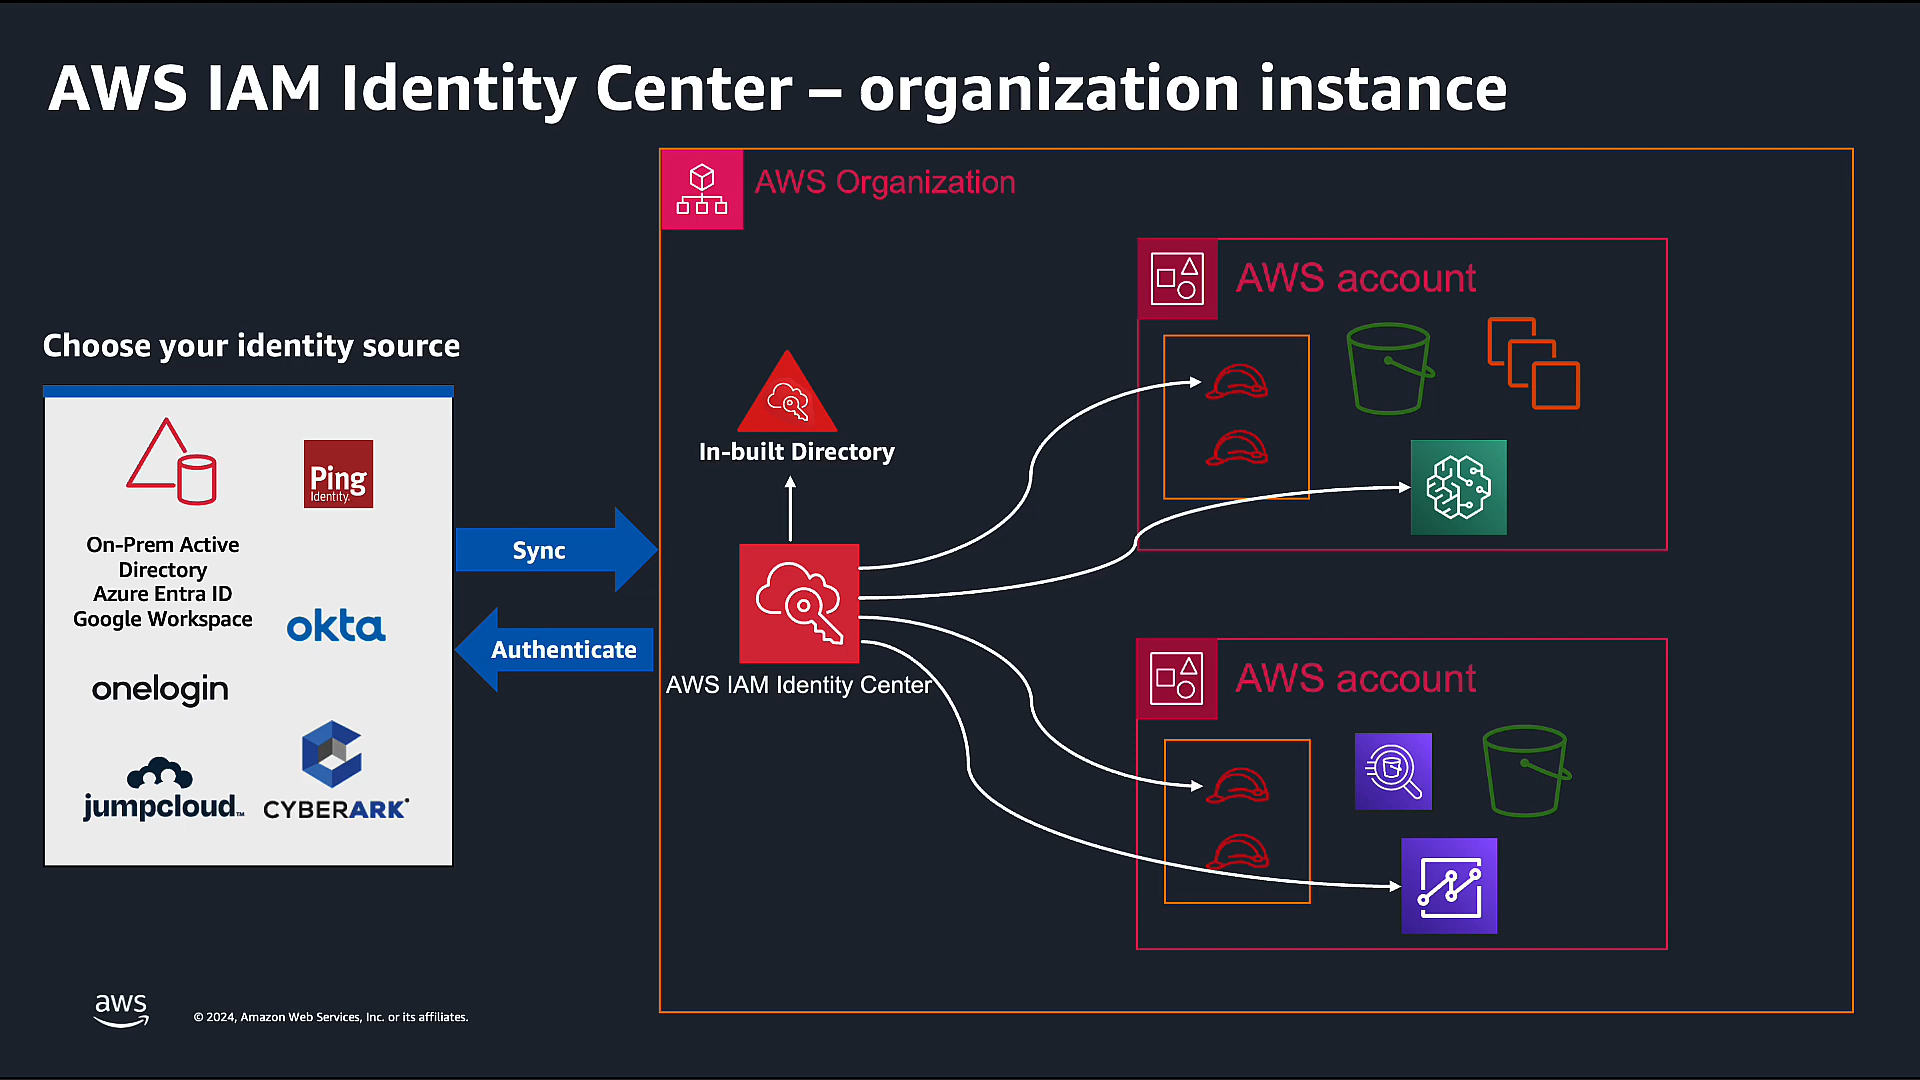 AWS IAM Identity Center – organization instance
AWS Organization
AWS account
Choose your identity source
Ping
Identity.
In-built Directory
On-Prem Active
Directory
Azure Entra ID
Google Workspace
okta
Sync
Authenticate
AWS IAM Identity Center
AWS account
onelogin
jumpcloud™
CYBERARK®
aws
© 2024, Amazon Web Services, Inc. or its affiliates.